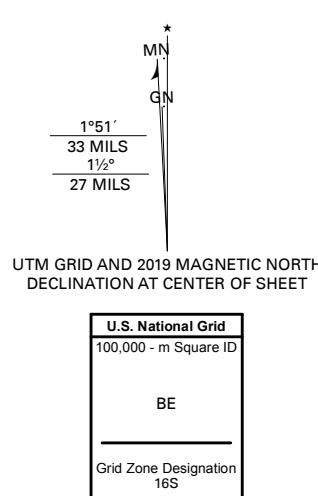 MN
GN
1°51´
33 MILS
1½°
27 MILS
UTM GRID AND 2019 MAGNETIC NORTH
DECLINATION AT CENTER OF SHEET
U.S. National Grid
100,000 - m Square ID
BE
Grid Zone Designation
16S